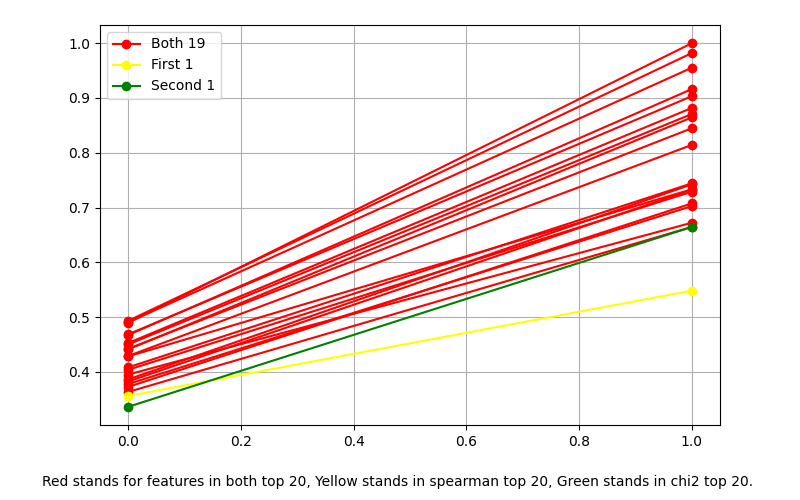 1.0
0.9
0.8
0.7
0.6
0.5
0.4
Both 19
First 1
Second 1
0.0 0.2 0.4 0.6 0.8 1.0
Red stands for features in both top 20, Yellow stands in spearman top 20, Green stands in chi2 top 20.